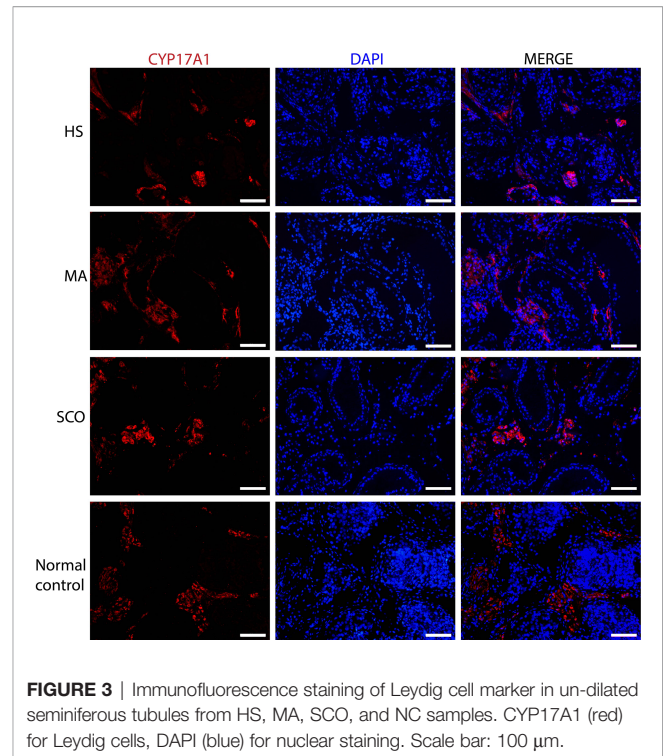 CYP17A1 DAPI MERGE
HS
MA
SCO
Normal
control
FIGURE 3 | Immunofluorescence staining of Leydig cell marker in un-dilated
seminiferous tubules from HS, MA, SCO, and NC samples. CYP17A1 (red)
for Leydig cells, DAPI (blue) for nuclear staining. Scale bar: 100 μm.